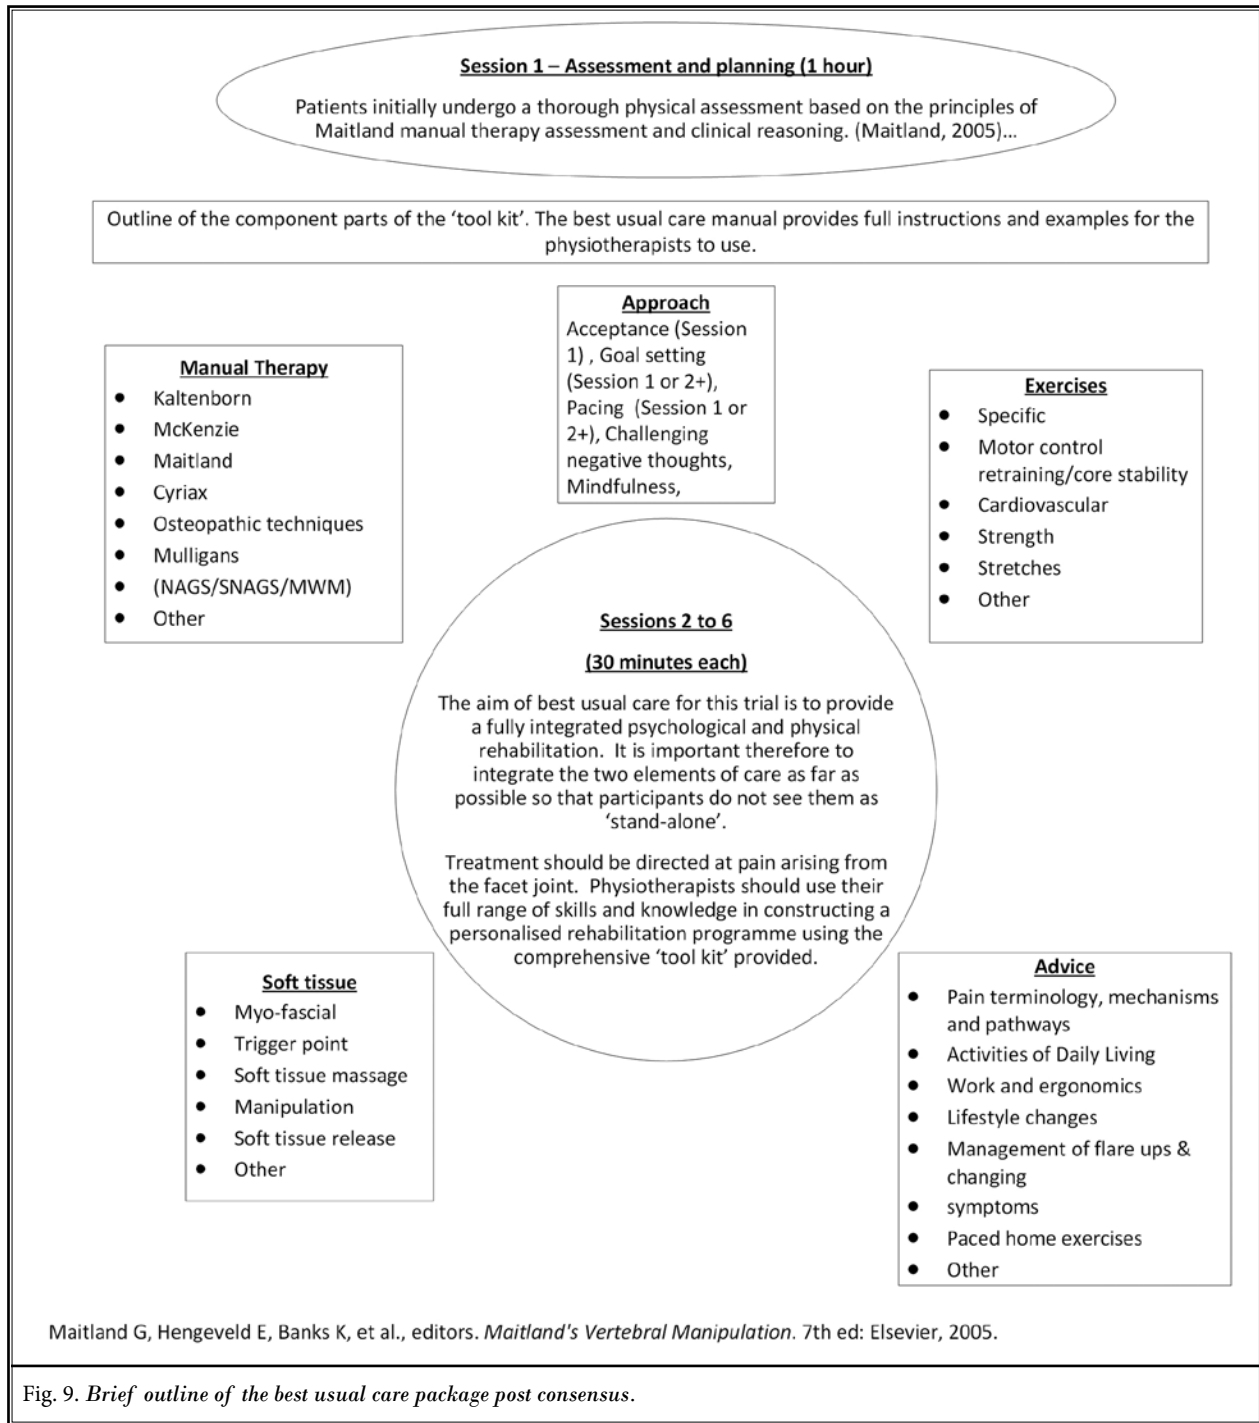 Session 1 – Assessment and planning (1 hour)
Patients initially undergo a thorough physical assessment based on the principles of
Maitland manual therapy assessment and clinical reasoning. (Maitland, 2005)...
Outline of the component parts of the ‘tool kit’. The best usual care manual provides full instructions and examples for the
physiotherapists to use.
Approach
Acceptance (Session
1) , Goal setting
(Session 1 or 2+),
Pacing (Session 1 or
2+), Challenging
negative thoughts,
Mindfulness,
Manual Therapy
● Kaltenborn
● McKenzie
● Maitland
● Cyriax
● Osteopathic techniques
● Mulligans
● (NAGS/SNAGS/MWM)
● Other
Exercises
● Specific
● Motor control
retraining/core stability
● Cardiovascular
● Strength
● Stretches
● Other
Sessions 2 to 6
(30 minutes each)
The aim of best usual care for this trial is to provide
a fully integrated psychological and physical
rehabilitation. It is important therefore to
integrate the two elements of care as far as
possible so that participants do not see them as
‘stand-alone’.
Treatment should be directed at pain arising from
the facet joint. Physiotherapists should use their
full range of skills and knowledge in constructing a
personalised rehabilitation programme using the
comprehensive ‘tool kit’ provided.
Soft tissue
● Myo-fascial
● Trigger point
● Soft tissue massage
● Manipulation
● Soft tissue release
● Other
Advice
● Pain terminology, mechanisms
and pathways
● Activities of Daily Living
● Work and ergonomics
● Lifestyle changes
● Management of flare ups &
changing
● symptoms
● Paced home exercises
● Other
Maitland G, Hengeveld E, Banks K, et al., editors. Maitland's Vertebral Manipulation. 7th ed: Elsevier, 2005.
Fig. 9. Brief outline of the best usual care package post consensus.